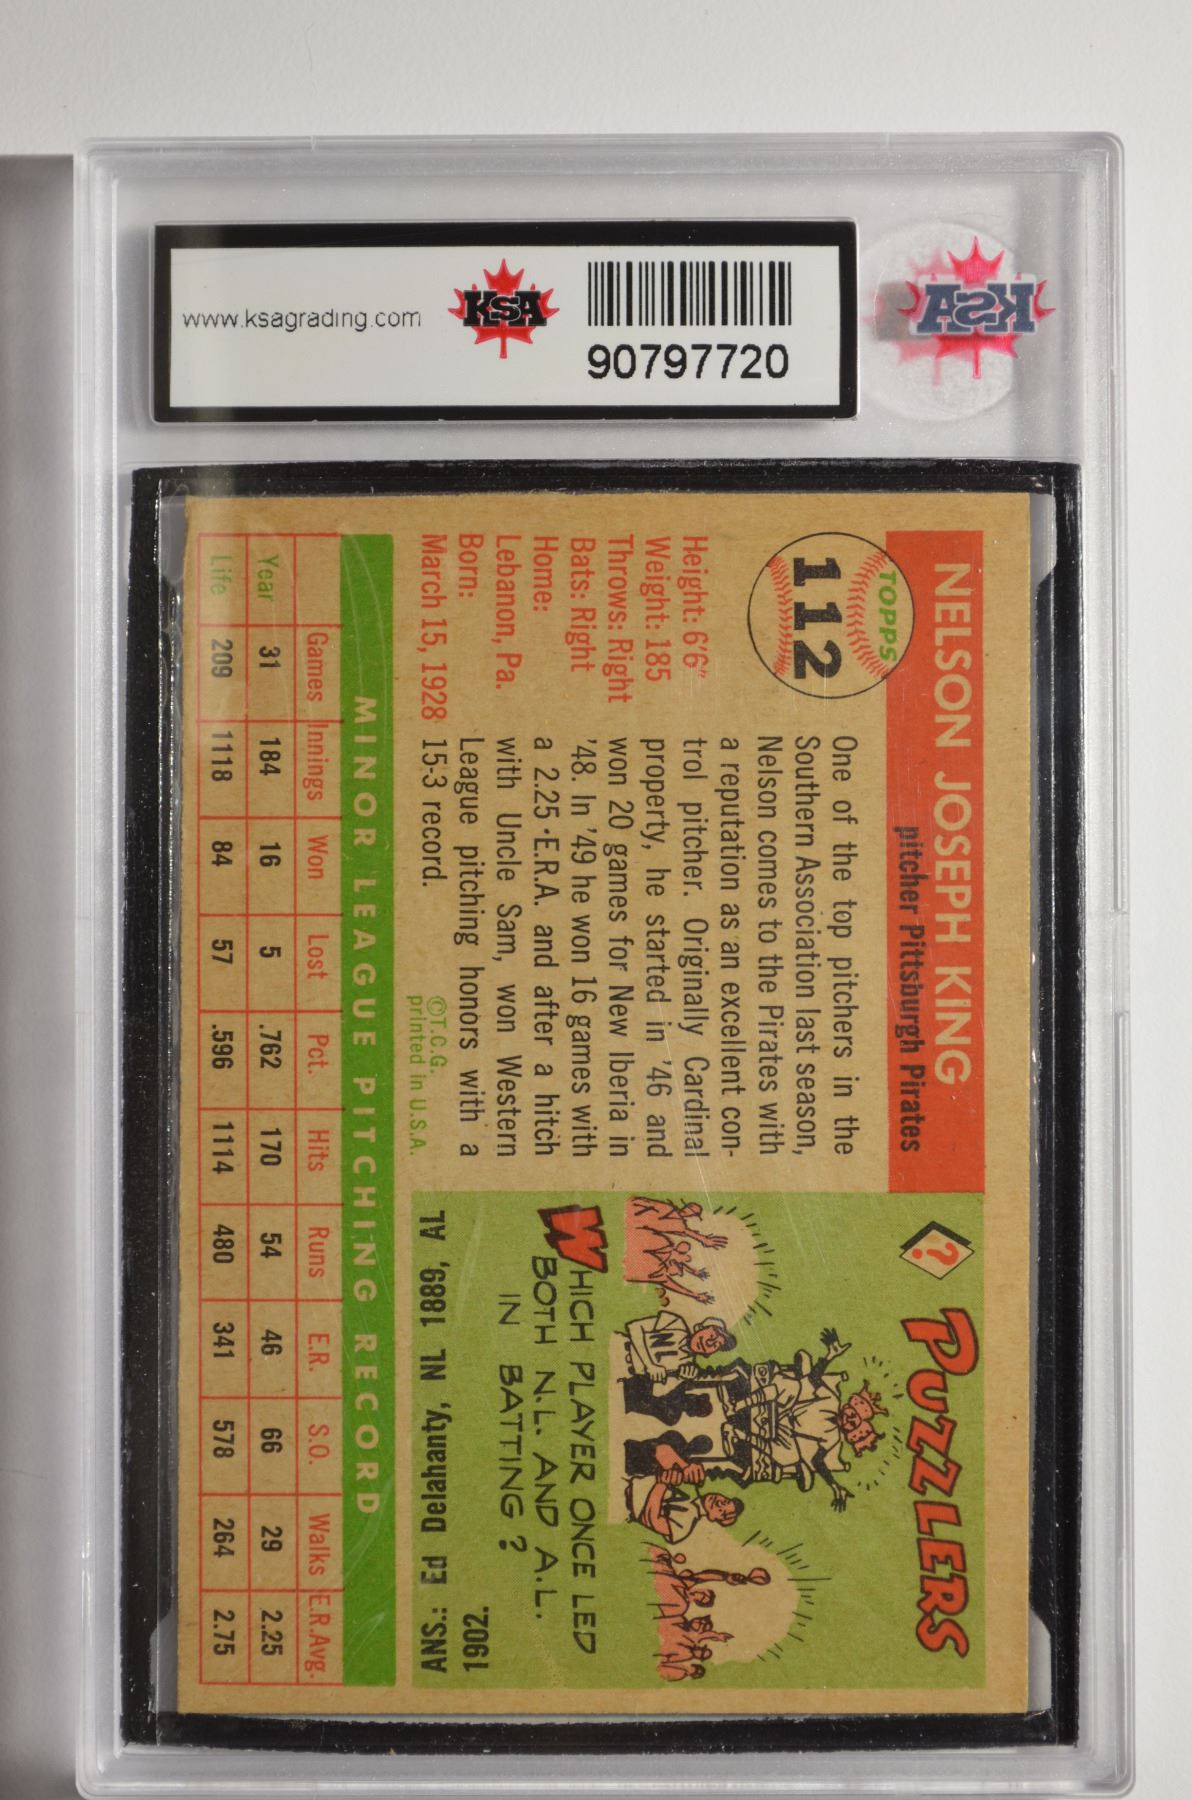 www.ksagrading.com
KSA
90797720
KSA
NELSON JOSEPH KING
pitcher Pittsburgh Pirates
TOPPS
112
Height: 6'6"
Weight: 185
Throws: Right
Bats: Right
Home:
Lebanon, Pa.
Born:
March 15, 1928
One of the top pitchers in the
Southern Association last season,
Nelson comes to the Pirates with
a reputation as an excellent con-
trol pitcher. Originally Cardinal
property, he started in '46 and
won 20 games for New Iberia in
'48. In '49 he won 16 games with
a 2.25 E.R.A. and after a hitch
with Uncle Sam, won Western
League pitching honors with a
15-3 record.
©T.C.G.
printed in U.S.A.
?
PUZZLERS
NL
AL
WHICH PLAYER ONCE LED
BOTH N.L. AND A.L.
IN BATTING?
ANS.: Ed Delahanty, NL 1889, AL
1902.
MINOR LEAGUE PITCHING RECORD
Games Innings Won Lost Pct. Hits Runs E.R. S.O. Walks E.R.Avg.
Year 31 184 16 5 .762 170 54 46 66 29 2.25
Life 209 1118 84 57 .596 1114 480 341 578 264 2.75